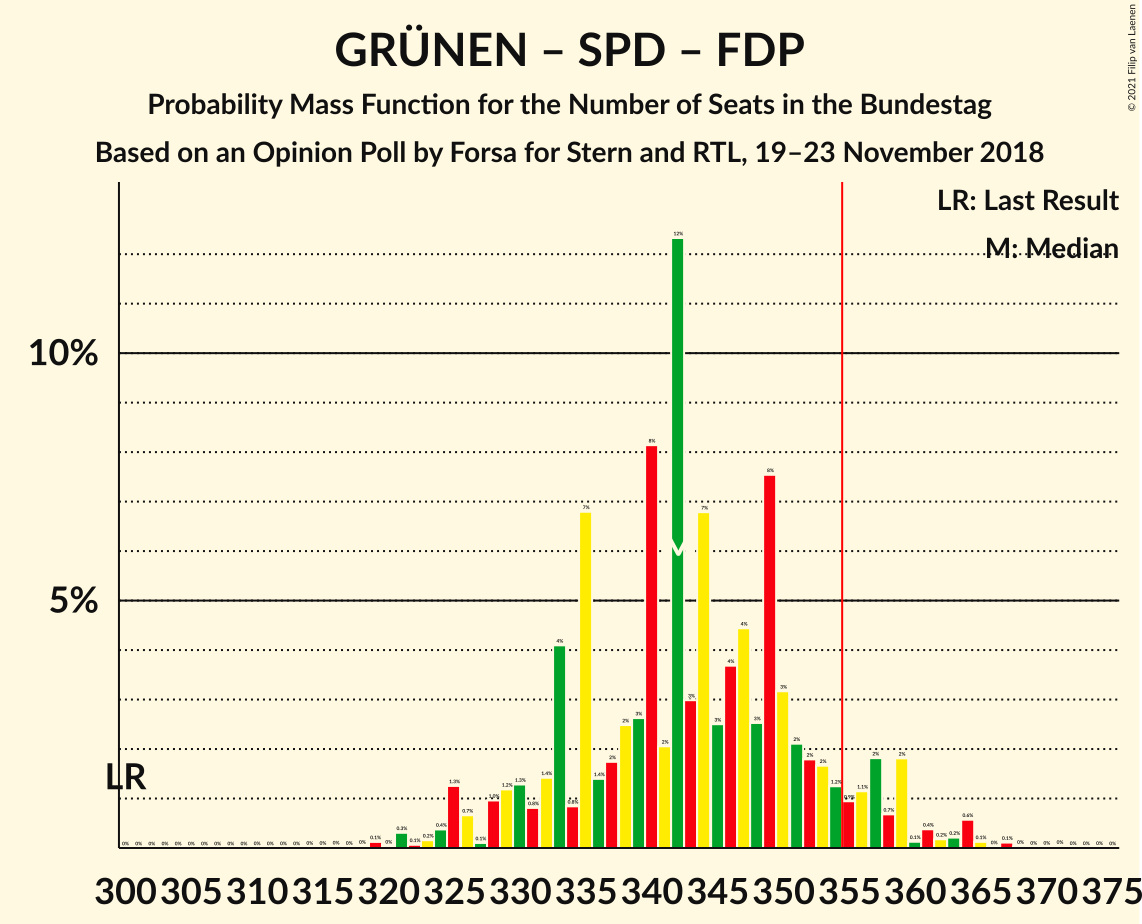 GRÜNEN – SPD – FDP
Probability Mass Function for the Number of Seats in the Bundestag
Based on an Opinion Poll by Forsa for Stern and RTL, 19–23 November 2018
© 2021 Filip van Laenen
LR: Last Result
M: Median
10%
5%
LR
M
300 305 310 315 320 325 330 335 340 345 350 355 360 365 370 375